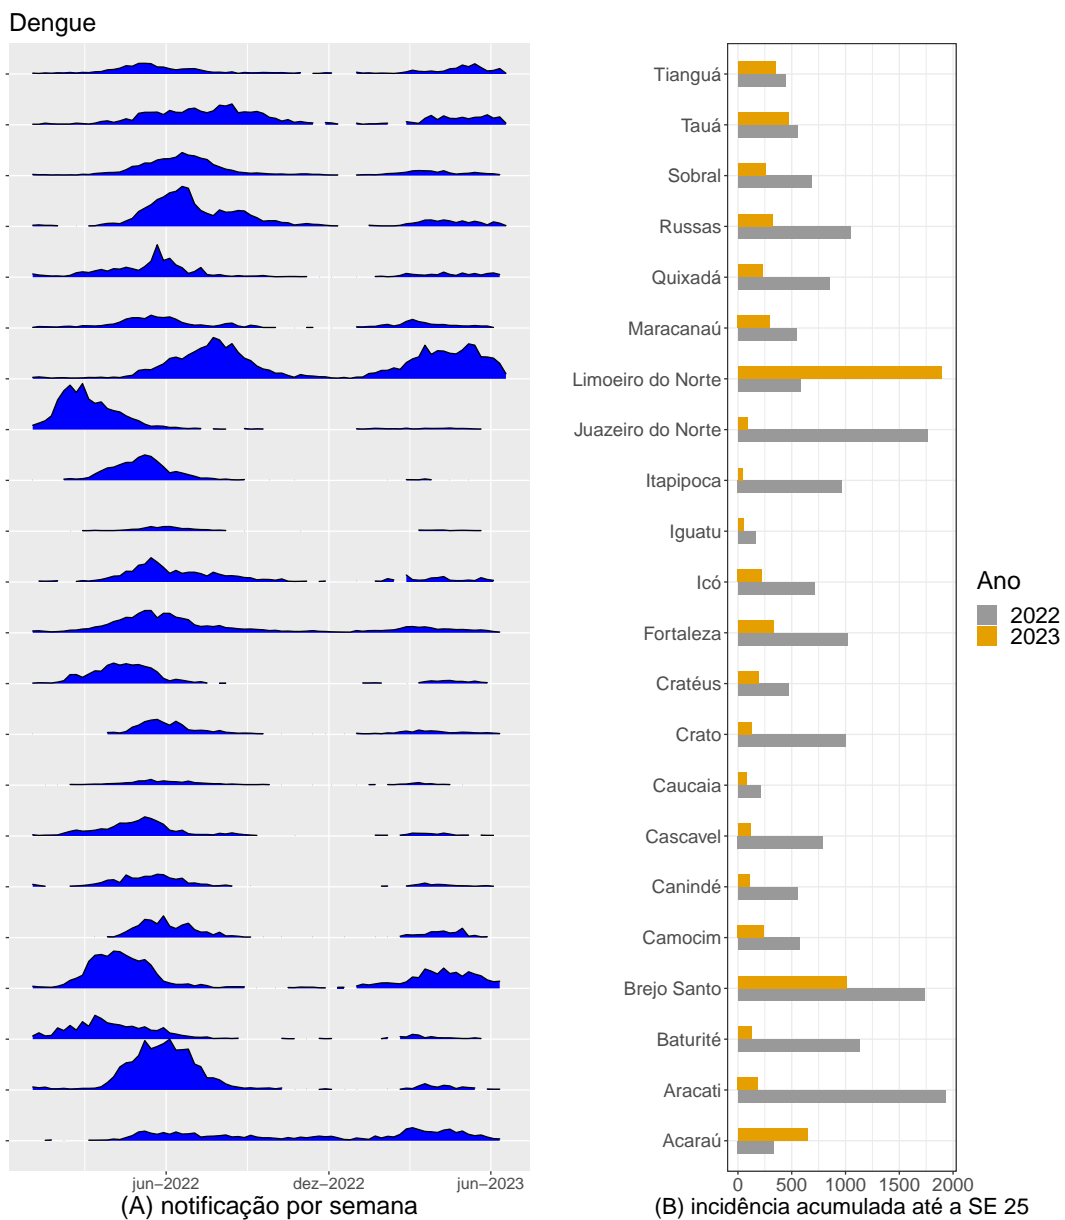 Dengue
Tianguá
Tauá
Sobral
Russas
Quixadá
Maracanaú
Limoeiro do Norte
Juazeiro do Norte
Itapipoca
Iguatu
Icó
Fortaleza
Cratéus
Crato
Caucaia
Cascavel
Canindé
Camocim
Brejo Santo
Baturité
Aracati
Acaraú
Ano
2022
2023
jun−2022 dez−2022 jun−2023
0 500 1000 1500 2000
(A) notificação por semana
(B) incidência acumulada até a SE 25